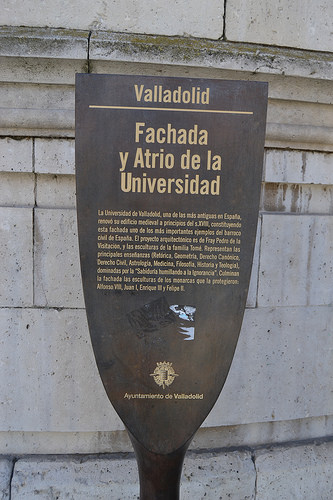 Valladolid
Fachada
y Atrio de la
Universidad
La Universidad de Valladolid, una de las más antiguas en España,
renovó su edificio medieval a principios del s.XVIII, constituyendo
esta fachada uno de los más importantes ejemplos del barroco
civil de España. El proyecto arquitectónico es de Fray Pedro de la
Visitación, y las esculturas de la familia Tomé. Representan las
principales enseñanzas (Retórica, Geometría, Derecho Canónico,
Derecho Civil, Astrología, Medicina, Filosofía, Historia y Teología),
dominadas por la "Sabiduría humillando a la Ignorancia". Culminan
la fachada las esculturas de los monarcas que la protegieron:
Alfonso VIII, Juan I, Enrique III y Felipe II.
Ayuntamiento de Valladolid